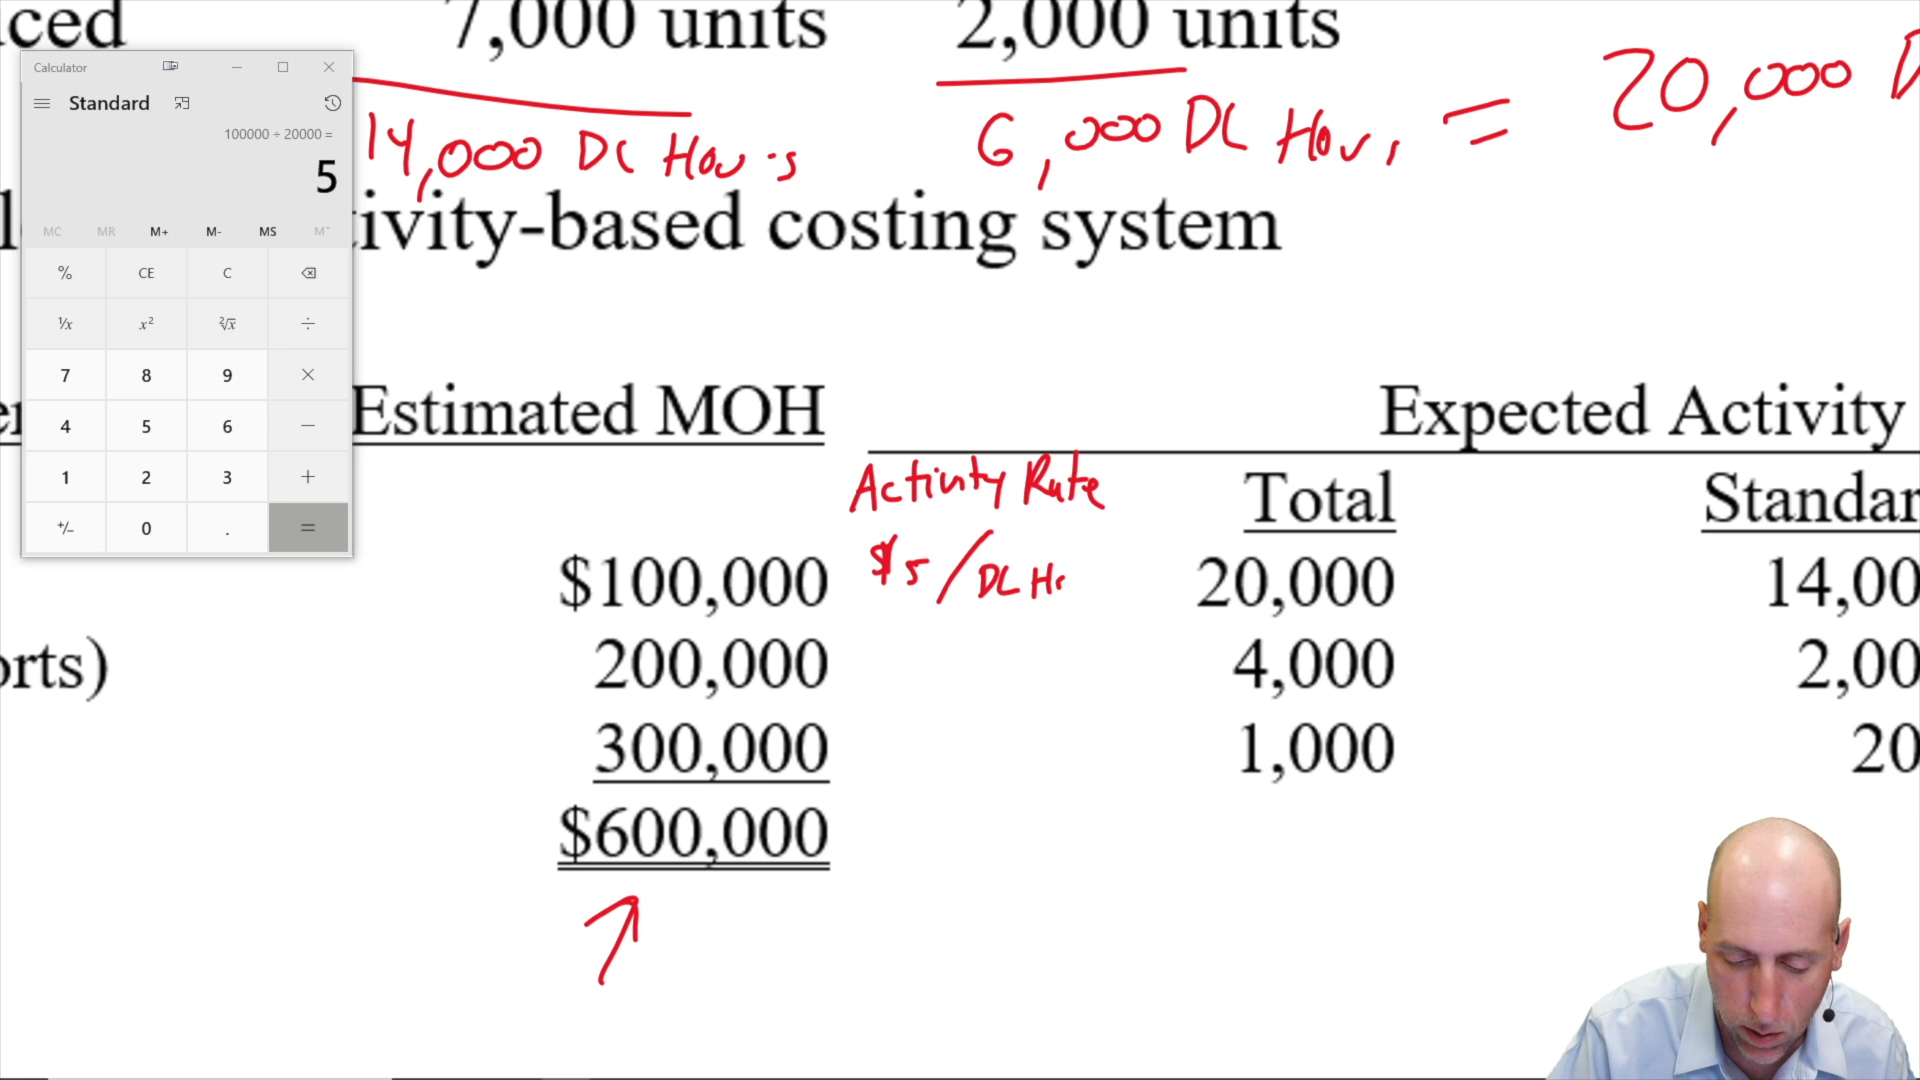 7,000 units 2,000 units
14,000 DL Hours 6,000 DL Hours = 20,000 D
Calculator
Standard
100000 ÷ 20000 =
5
MC MR M+ M- MS M˅
% CE C
¹/x x² ²√x ÷
7 8 9 ×
4 5 6 −
1 2 3 +
+/− 0 . =
tivity-based costing system
Estimated MOH Expected Activity
Activity Rate Total Standar
$100,000 $5/DL Hr 20,000 14,00
orts) 200,000 4,000 2,00
300,000 1,000 20
$600,000